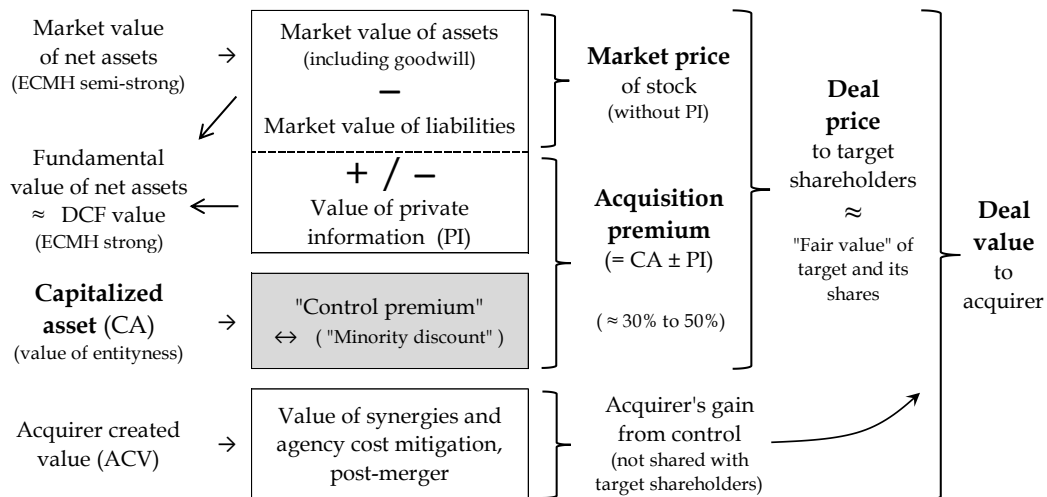 Market value
of net assets
(ECMH semi-strong)
→
Market value of assets
(including goodwill)
–
Market value of liabilities
Market price
of stock
(without PI)
Fundamental
value of net assets
≈ DCF value
(ECMH strong)
+ / –
Value of private
information (PI)
Acquisition
premium
(= CA ± PI)
(≈ 30% to 50%)
Capitalized
asset (CA)
(value of entityness)
→
"Control premium"
↔ ("Minority discount")
Deal
price
to target
shareholders
≈
"Fair value" of
target and its
shares
Deal
value
to
acquirer
Acquirer created
value (ACV)
→
Value of synergies and
agency cost mitigation,
post-merger
Acquirer's gain
from control
(not shared with
target shareholders)